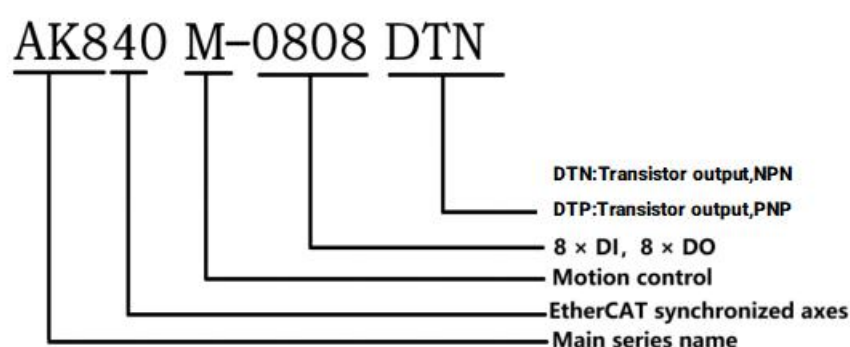 AK840 M-0808 DTN
DTN:Transistor output,NPN
DTP:Transistor output,PNP
8 × DI, 8 × DO
Motion control
EtherCAT synchronized axes
Main series name